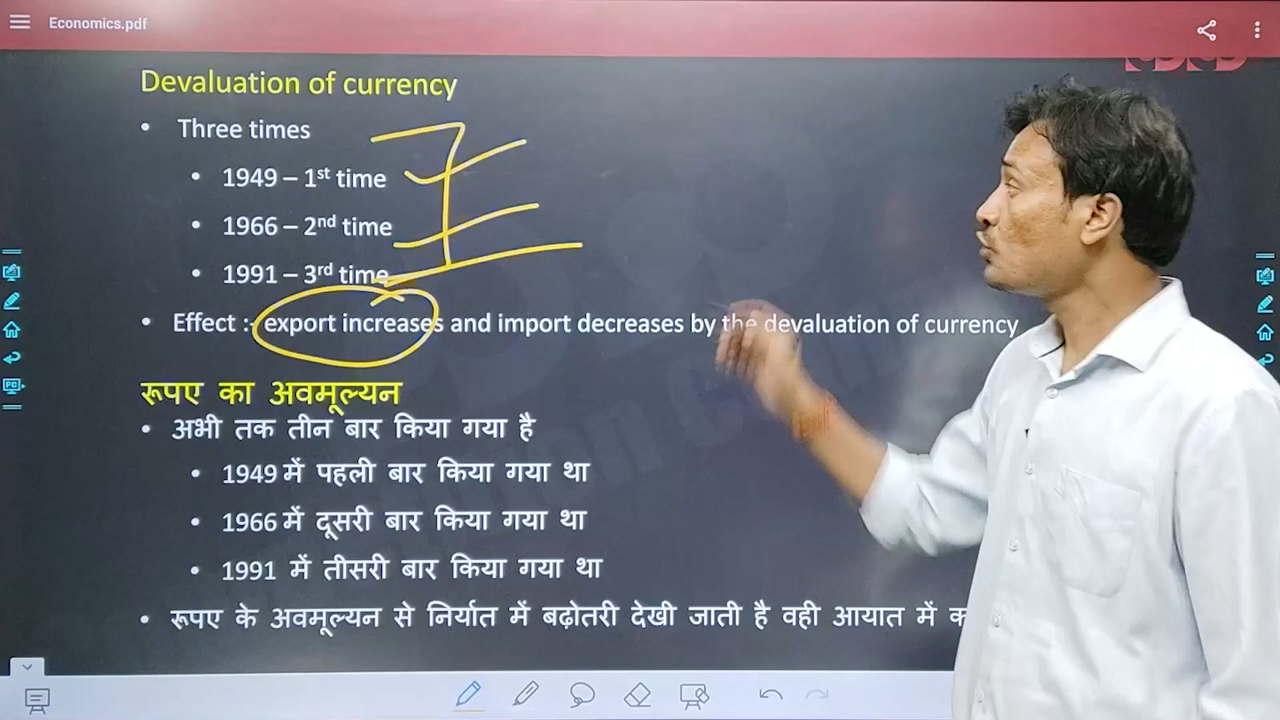 Economics.pdf
Devaluation of currency
• Three times
• 1949 – 1st time
• 1966 – 2nd time
• 1991 – 3rd time
• Effect :- export increases and import decreases by the devaluation of currency
रूपए का अवमूल्यन
• अभी तक तीन बार किया गया है
• 1949 में पहली बार किया गया था
• 1966 में दूसरी बार किया गया था
• 1991 में तीसरी बार किया गया था
• रूपए के अवमूल्यन से निर्यात में बढ़ोतरी देखी जाती है वही आयात में